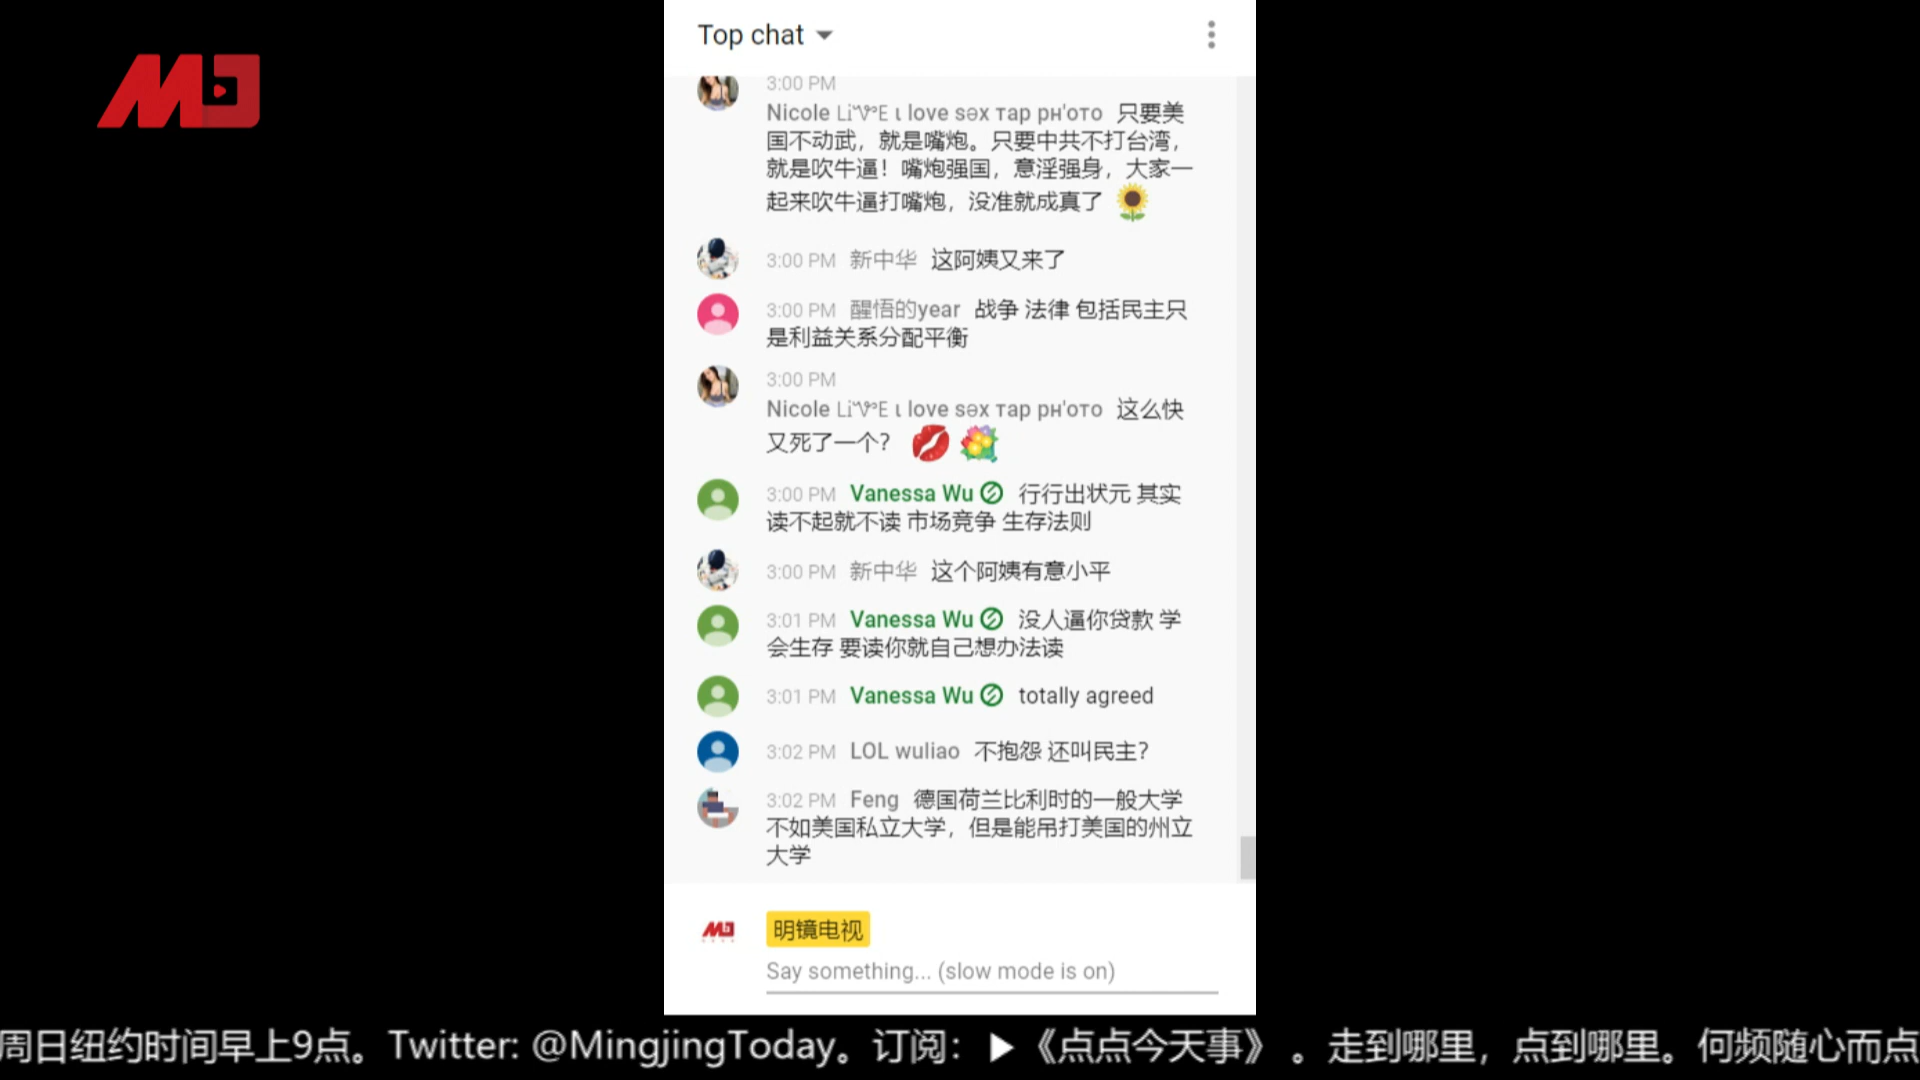 MJ
Top chat
3:00 PM
Nicole Li𝓥ᵉE ɩ love səx тap pʜ'oтo 只要美
国不动武，就是嘴炮。只要中共不打台湾，
就是吹牛逼！嘴炮强国，意淫强身，大家一
起来吹牛逼打嘴炮，没准就成真了
3:00 PM 新中华 这阿姨又来了
3:00 PM 醒悟的year 战争 法律 包括民主只
是利益关系分配平衡
3:00 PM
Nicole Li𝓥ᵉE ɩ love səx тap pʜ'oтo 这么快
又死了一个？
3:00 PM Vanessa Wu 行行出状元 其实
读不起就不读 市场竞争 生存法则
3:00 PM 新中华 这个阿姨有意小平
3:01 PM Vanessa Wu 没人逼你贷款 学
会生存 要读你就自己想办法读
3:01 PM Vanessa Wu totally agreed
3:02 PM LOL wuliao 不抱怨 还叫民主？
3:02 PM Feng 德国荷兰比利时的一般大学
不如美国私立大学，但是能吊打美国的州立
大学
MJ 明镜电视
Say something... (slow mode is on)
周日纽约时间早上9点。Twitter: @MingjingToday。订阅：▶《点点今天事》 。走到哪里，点到哪里。何频随心而点